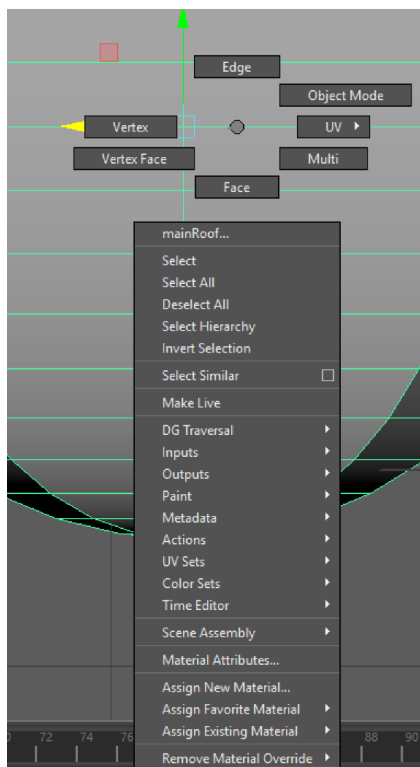 Edge
Object Mode
Vertex
UV
Vertex Face
Multi
Face
mainRoof...
Select
Select All
Deselect All
Select Hierarchy
Invert Selection
Select Similar
Make Live
DG Traversal
Inputs
Outputs
Paint
Metadata
Actions
UV Sets
Color Sets
Time Editor
Scene Assembly
Material Attributes...
Assign New Material...
Assign Favorite Material
Assign Existing Material
Remove Material Override
72 74 76 88 90